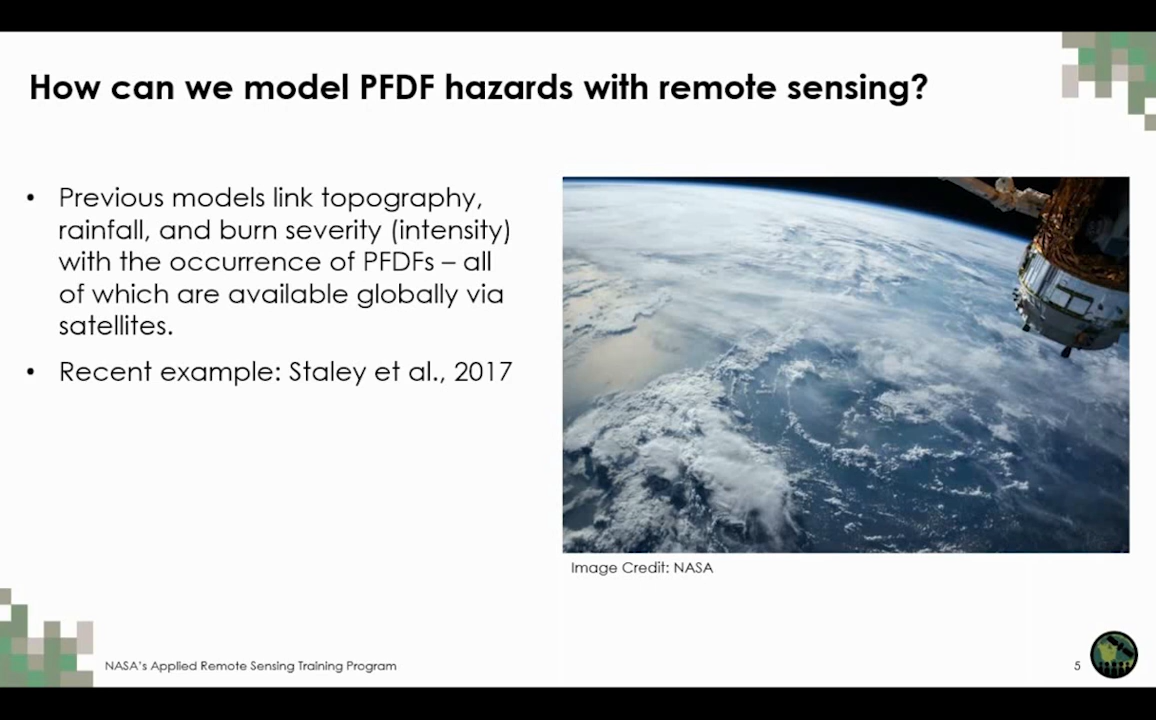 How can we model PFDF hazards with remote sensing?
• Previous models link topography,
rainfall, and burn severity (intensity)
with the occurrence of PFDFs – all
of which are available globally via
satellites.
• Recent example: Staley et al., 2017
Image Credit: NASA
NASA's Applied Remote Sensing Training Program
5